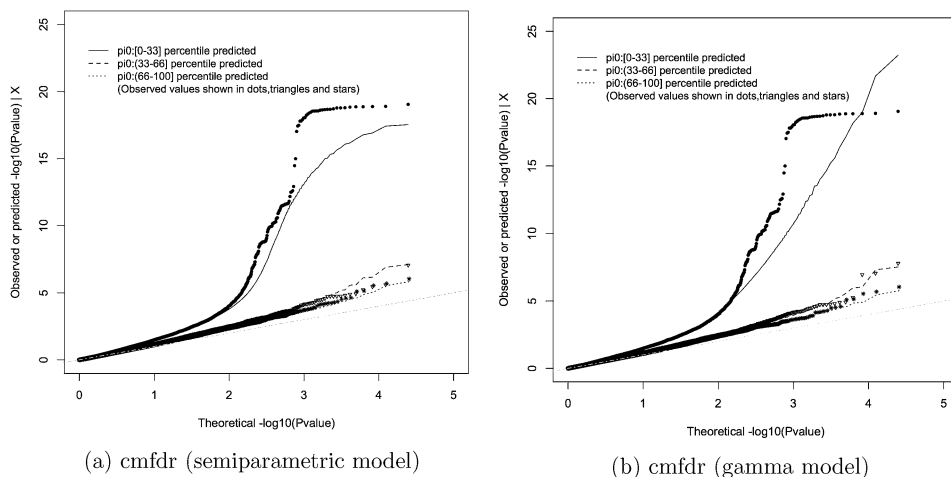 25
20
15
10
5
0
Observed or predicted -log10(Pvalue) | X
pi0:[0-33] percentile predicted
pi0:(33-66] percentile predicted
pi0:(66-100] percentile predicted
(Observed values shown in dots,triangles and stars)
0 1 2 3 4 5
Theoretical -log10(Pvalue)
(a) cmfdr (semiparametric model)
25
20
15
10
5
0
Observed or predicted -log10(Pvalue) | X
pi0:[0-33] percentile predicted
pi0:(33-66] percentile predicted
pi0:(66-100] percentile predicted
(Observed values shown in dots,triangles and stars)
0 1 2 3 4 5
Theoretical -log10(Pvalue)
(b) cmfdr (gamma model)